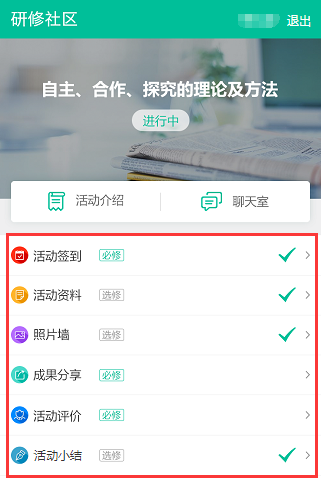 研修社区 退出
自主、合作、探究的理论及方法
进行中
活动介绍 聊天室
活动签到 必修
活动资料 选修
照片墙 选修
成果分享 必修
活动评价 必修
活动小结 选修